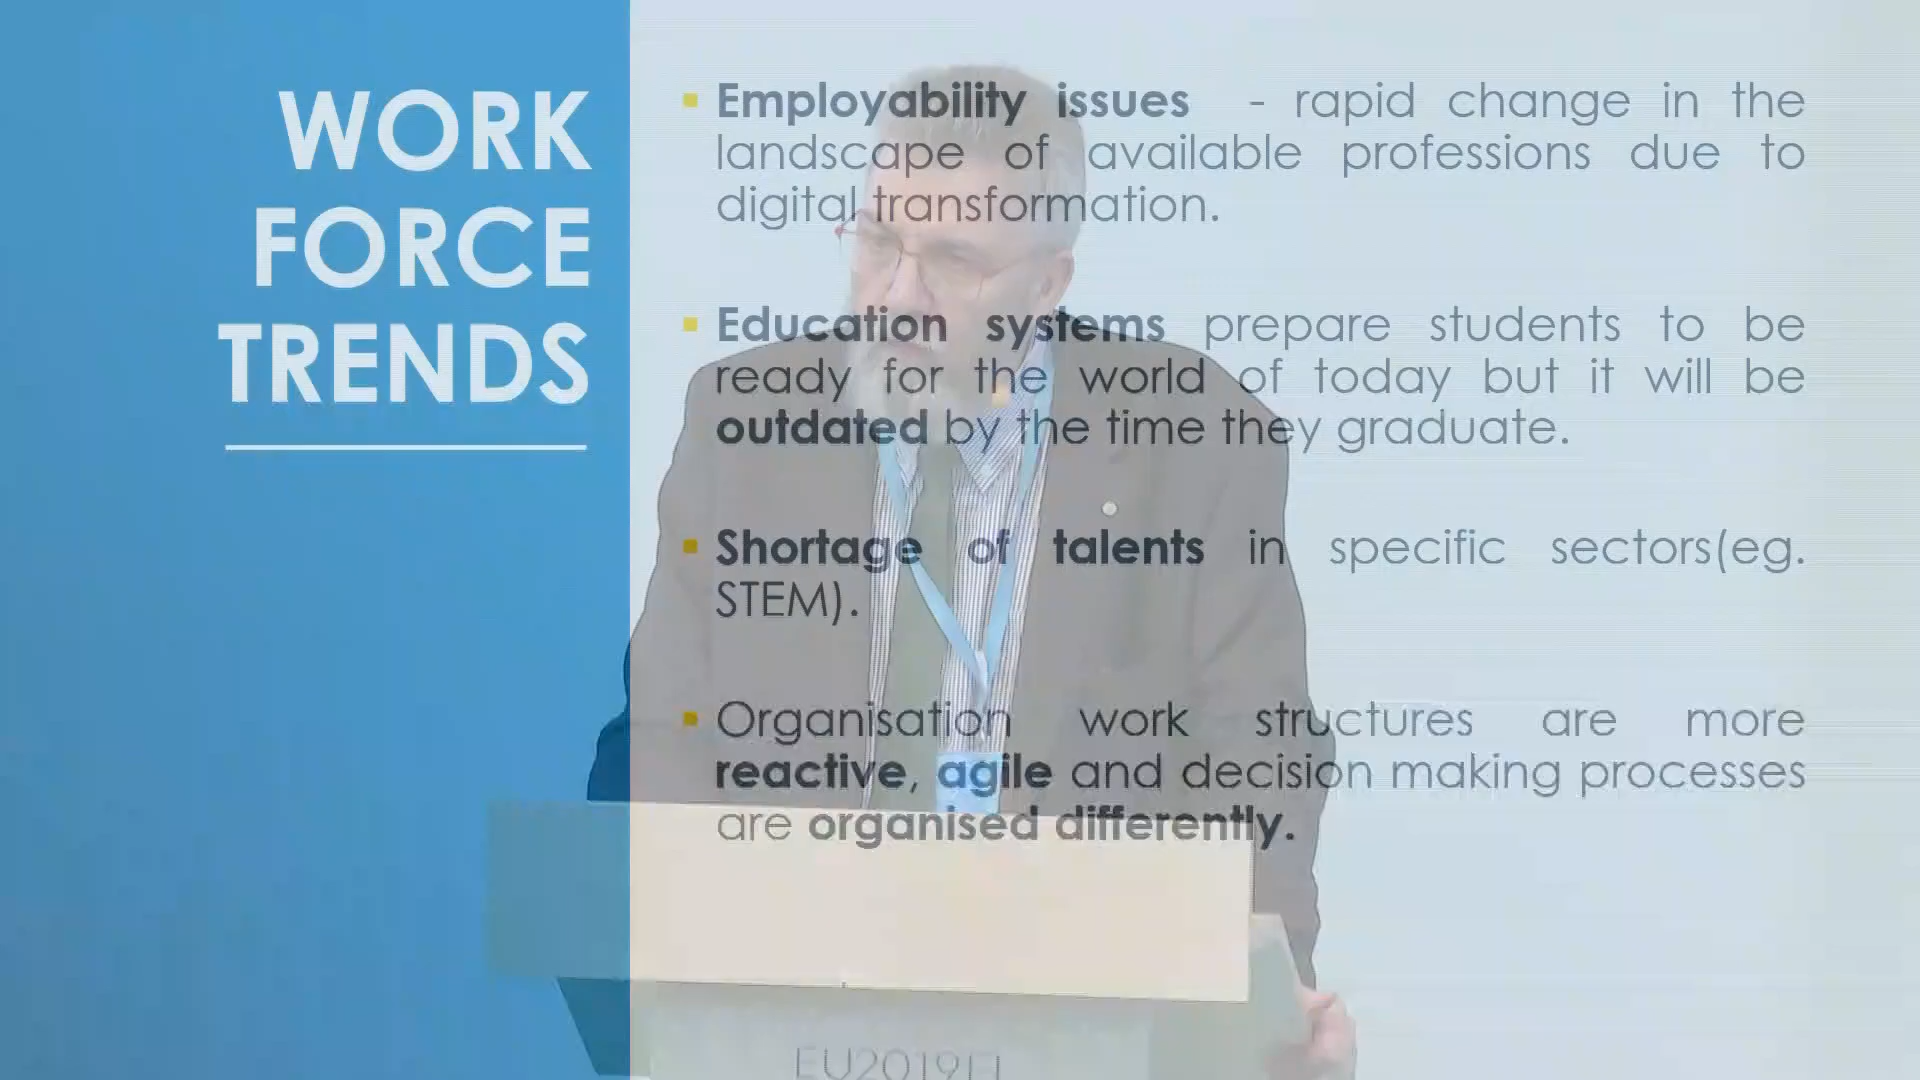 WORK
FORCE
TRENDS
Employability issues - rapid change in the
landscape of available professions due to
digital transformation.
Education systems prepare students to be
ready for the world of today but it will be
outdated by the time they graduate.
Shortage of talents in specific sectors(eg.
STEM).
Organisation work structures are more
reactive, agile and decision making processes
are organised differently.
EU2019FI